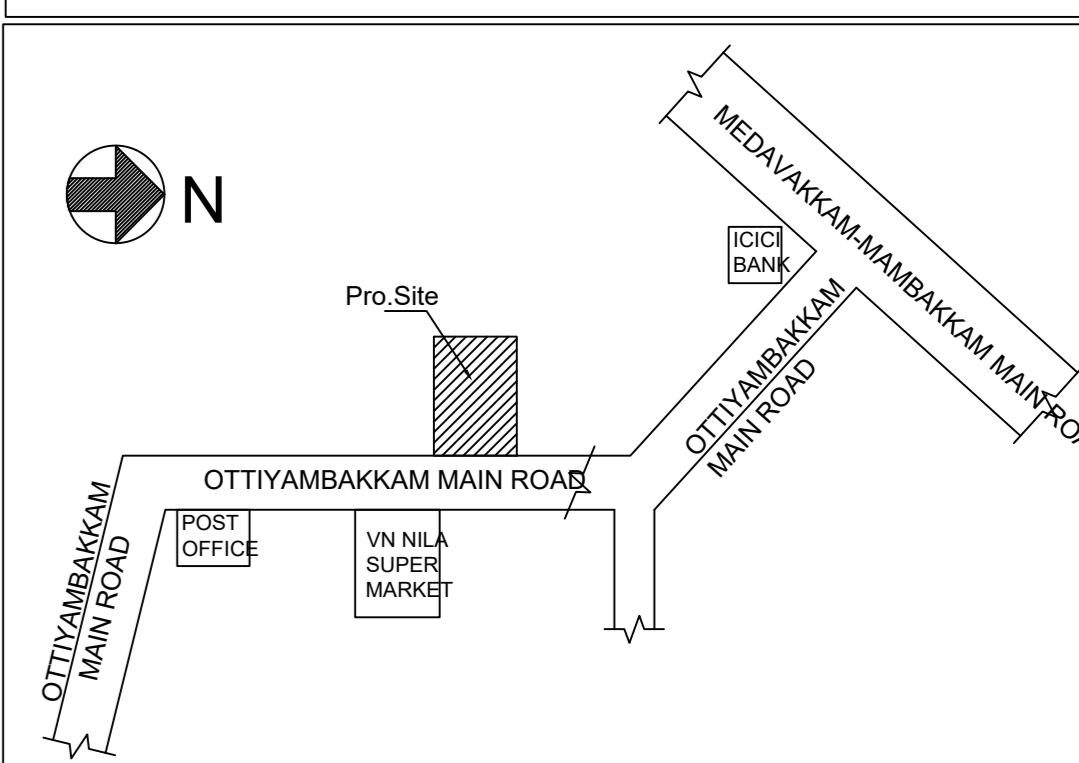 N
MEDAVAKKAM-MAMBAKKAM MAIN ROA
ICICI
BANK
Pro.Site
OTTIYAMBAKKAM
MAIN ROAD
OTTIYAMBAKKAM MAIN ROAD
POST
OFFICE
VN NILA
SUPER
MARKET
OTTIYAMBAKKAM
MAIN ROAD